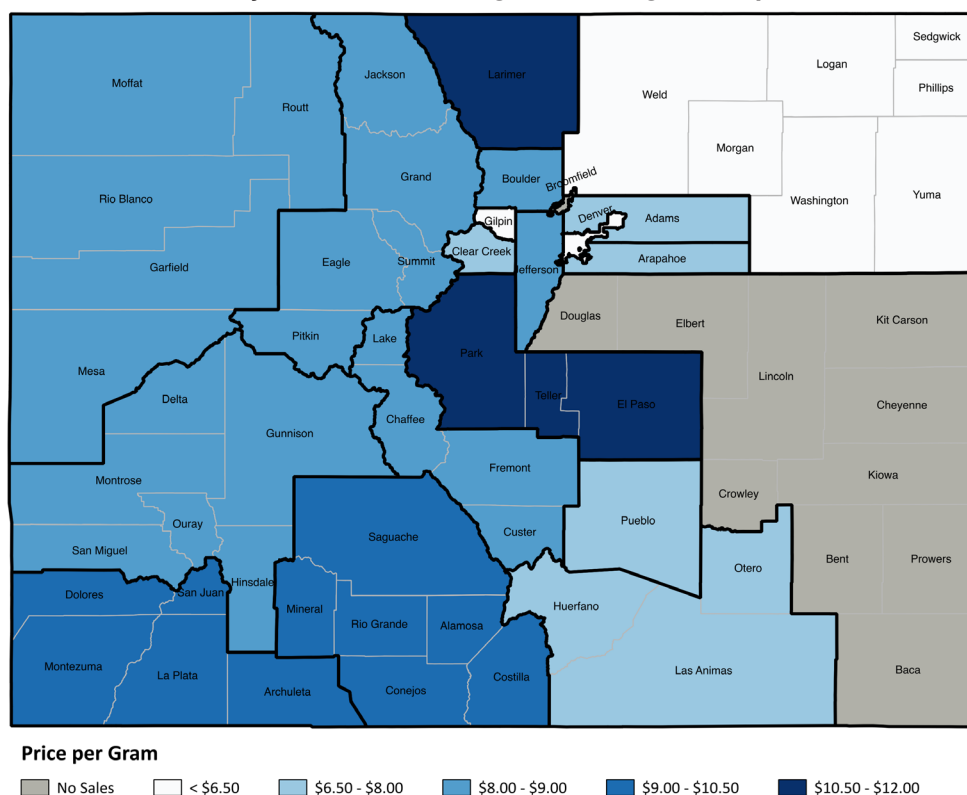 Sedgwick
Logan
Moffat
Jackson
Larimer
Phillips
Weld
Routt
Morgan
Grand
Boulder
Broomfield
Rio Blanco
Yuma
Washington
Gilpin
Denver
Adams
Clear Creek
Arapahoe
Eagle
Summit
Jefferson
Garfield
Douglas
Elbert
Kit Carson
Pitkin
Lake
Park
Mesa
Lincoln
Delta
Teller
El Paso
Cheyenne
Chaffee
Gunnison
Fremont
Kiowa
Montrose
Crowley
Ouray
Pueblo
Custer
Saguache
San Miguel
Bent
Prowers
Otero
Hinsdale
Dolores
San Juan
Mineral
Huerfano
Rio Grande
Alamosa
Montezuma
La Plata
Costilla
Las Animas
Baca
Archuleta
Conejos
Price per Gram
No Sales
< $6.50
$6.50 - $8.00
$8.00 - $9.00
$9.00 - $10.50
$10.50 - $12.00